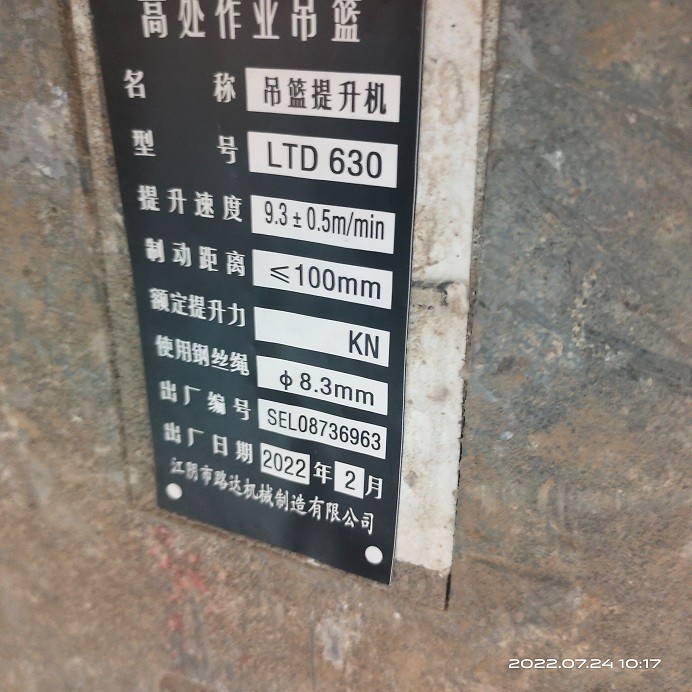 高处作业吊篮
名称 吊篮提升机
型号 LTD 630
提升速度 9.3±0.5m/min
制动距离 ≤100mm
额定提升力 KN
使用钢丝绳 φ8.3mm
出厂编号 SEL08736963
出厂日期 2022年2月
江阴市路达机械制造有限公司
2022.07.24 10:17